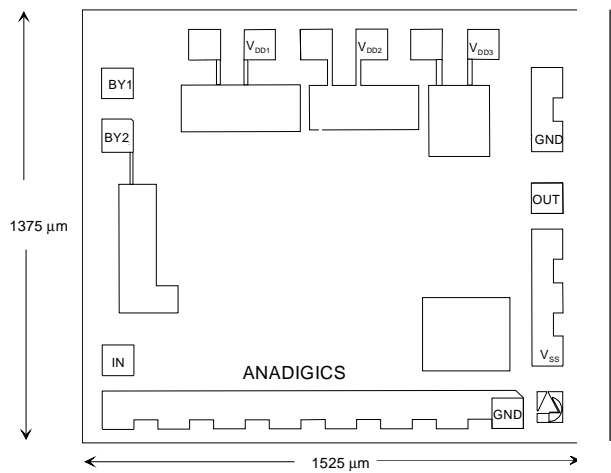 V_DD1 V_DD2 V_DD3
BY1
GND
BY2
OUT
1375 μm
V_SS
IN
ANADIGICS
GND
1525 μm